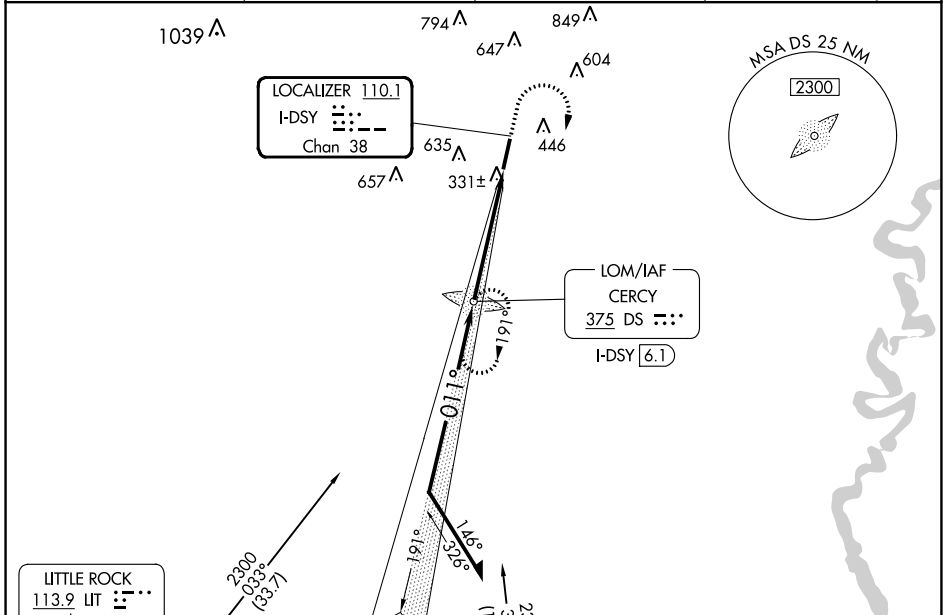 1039
794
849
647
604
MSA DS 25 NM
2300
LOCALIZER 110.1
I-DSY
Chan 38
635
446
657
331±
LOM/IAF
CERCY
375 DS
I-DSY 6.1
191°
011°
146°
326°
191°
2300
033°
(33.7)
LITTLE ROCK
113.9 LIT